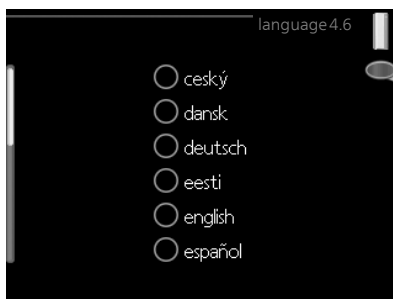 language 4.6
ceský
dansk
deutsch
eesti
english
español